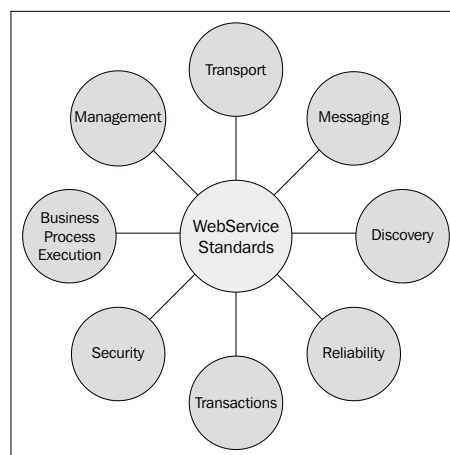 Transport
Management
Messaging
Business
Process
Execution
WebService
Standards
Discovery
Security
Reliability
Transactions